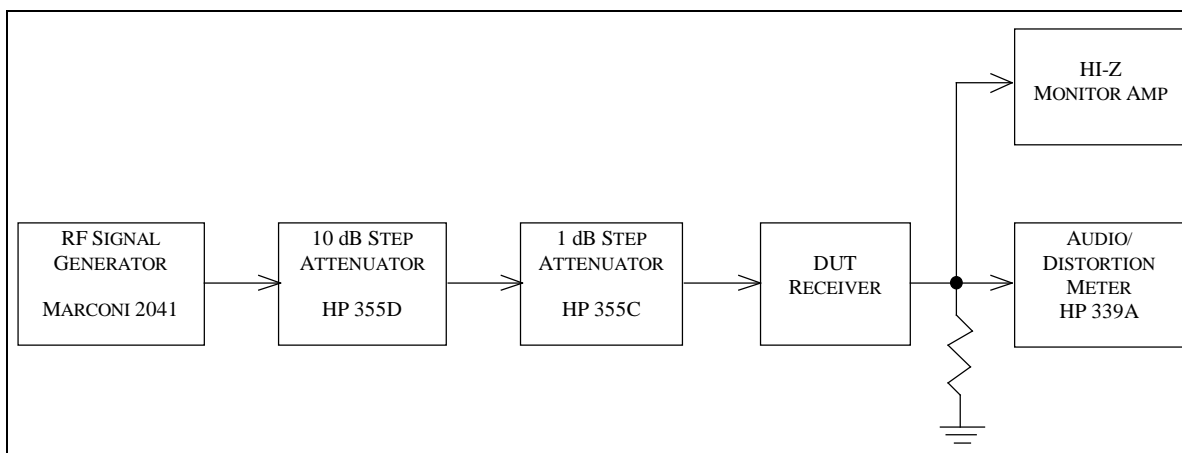 HI-Z
MONITOR AMP
RF SIGNAL
GENERATOR
MARCONI 2041
10 dB STEP
ATTENUATOR
HP 355D
1 dB STEP
ATTENUATOR
HP 355C
DUT
RECEIVER
AUDIO/
DISTORTION
METER
HP 339A